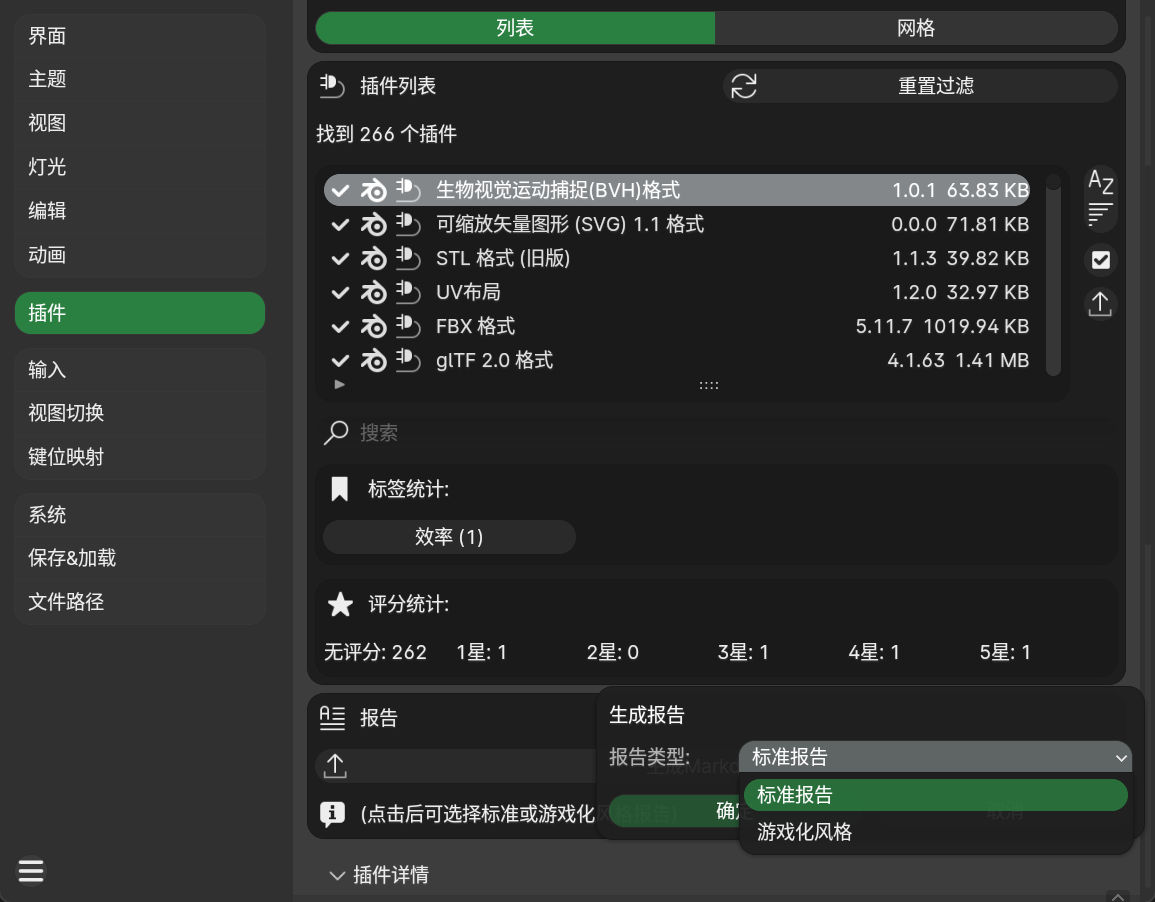 界面
主题
视图
灯光
编辑
动画
插件
输入
视图切换
键位映射
系统
保存&加载
文件路径
列表
网格
插件列表
重置过滤
找到 266 个插件
生物视觉运动捕捉(BVH)格式 1.0.1 63.83 KB
可缩放矢量图形 (SVG) 1.1 格式 0.0.0 71.81 KB
STL 格式 (旧版) 1.1.3 39.82 KB
UV布局 1.2.0 32.97 KB
FBX 格式 5.11.7 1019.94 KB
glTF 2.0 格式 4.1.63 1.41 MB
AZ
搜索
标签统计:
效率 (1)
评分统计:
无评分: 262 1星: 1 2星: 0 3星: 1 4星: 1 5星: 1
报告
生成报告
报告类型: 标准报告
生成Markd
标准报告
游戏化风格
确定
取消
(点击后可选择标准或游戏化风格报告)
插件详情